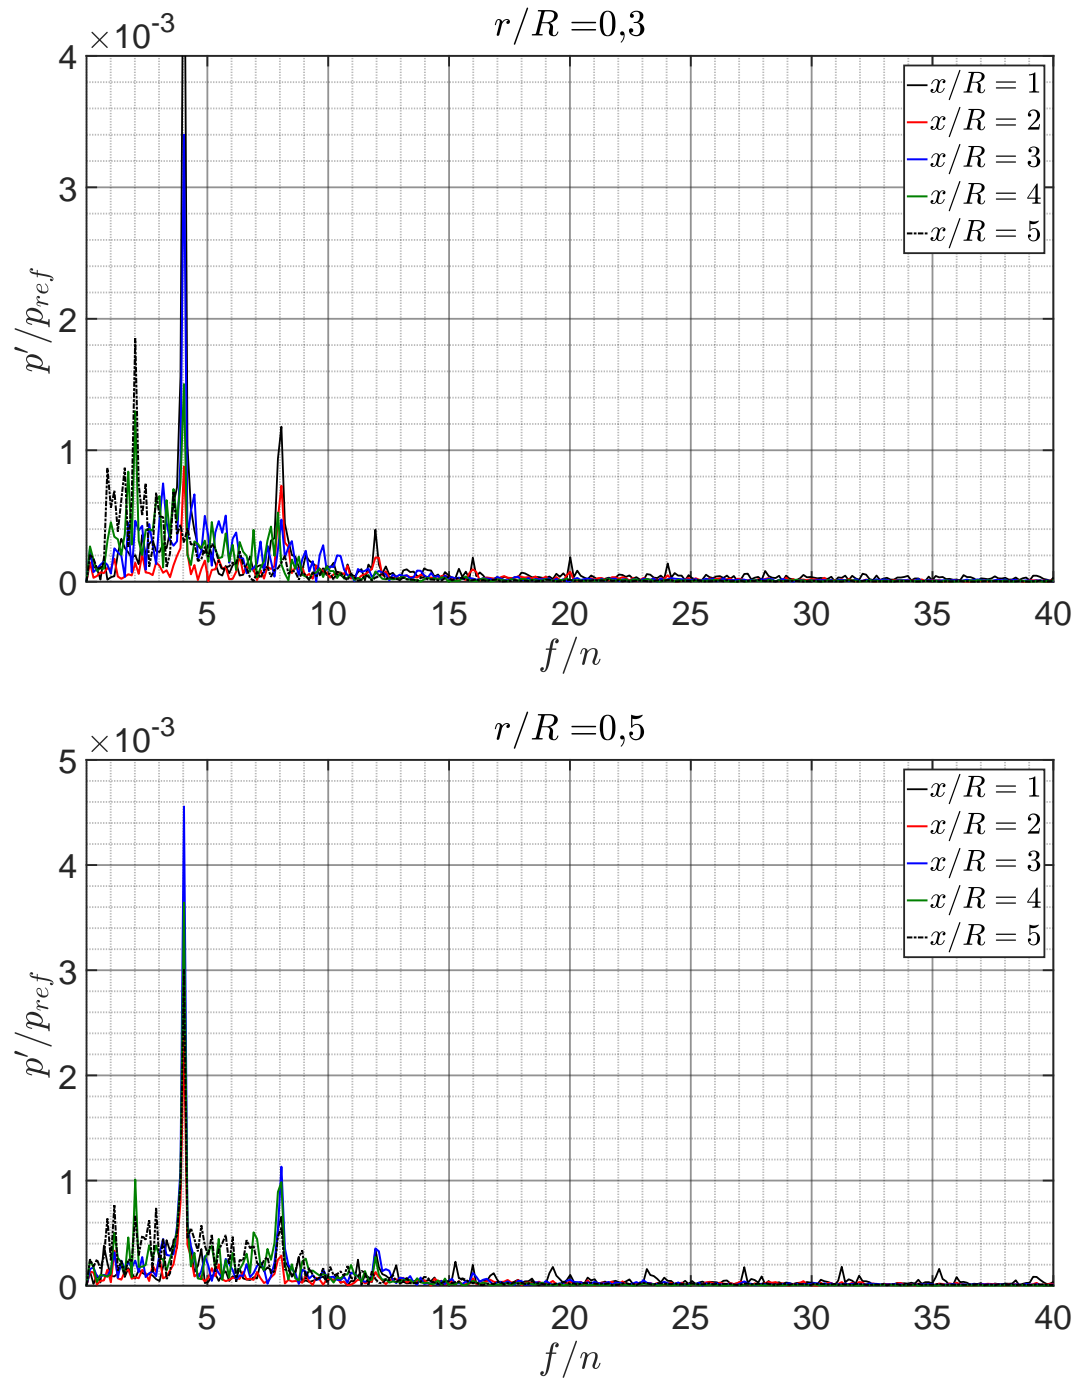 ×10⁻³
r/R =0,3
4
3
2
1
0
p′/p_ref
x/R = 1
x/R = 2
x/R = 3
x/R = 4
x/R = 5
5 10 15 20 25 30 35 40
f/n
×10⁻³
r/R =0,5
5
4
3
2
1
0
p′/p_ref
x/R = 1
x/R = 2
x/R = 3
x/R = 4
x/R = 5
5 10 15 20 25 30 35 40
f/n